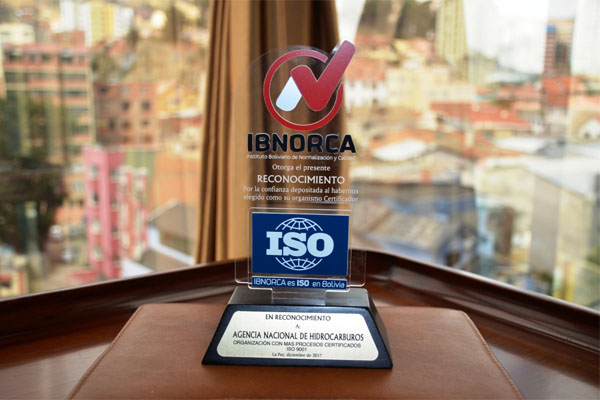 IBNORCA
Instituto Boliviano de Normalización y Calidad
Otorga el presente
RECONOCIMIENTO
Por la confianza depositada al habernos
elegido como su organismo Certificador
ISO
IBNORCA es ISO en Bolivia
EN RECONOCIMIENTO
A:
AGENCIA NACIONAL DE HIDROCARBUROS
ORGANIZACIÓN CON MAS PROCESOS CERTIFICADOS
ISO 9001
La Paz, diciembre de 2017